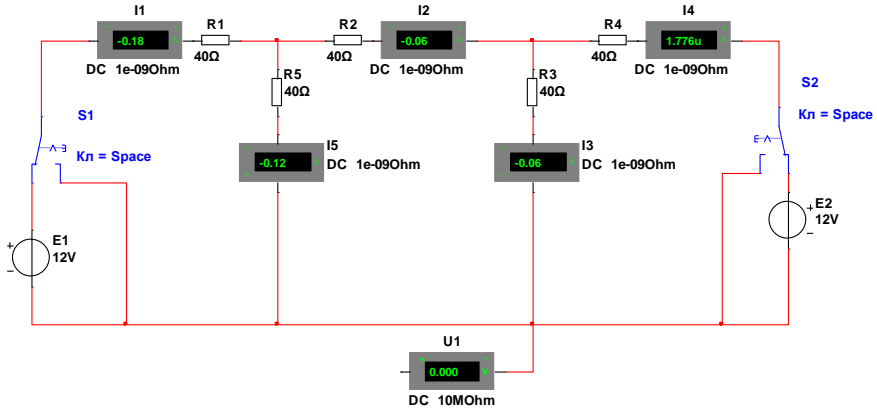 I1
-0.18
DC 1e-09Ohm
R1
40Ω
R2
40Ω
I2
-0.06
DC 1e-09Ohm
R4
40Ω
I4
1.776u
DC 1e-09Ohm
R5
40Ω
R3
40Ω
S1
Кл = Space
S2
Кл = Space
I5
-0.12
DC 1e-09Ohm
I3
-0.06
DC 1e-09Ohm
E1
12V
E2
12V
U1
0.000 V
DC 10MOhm